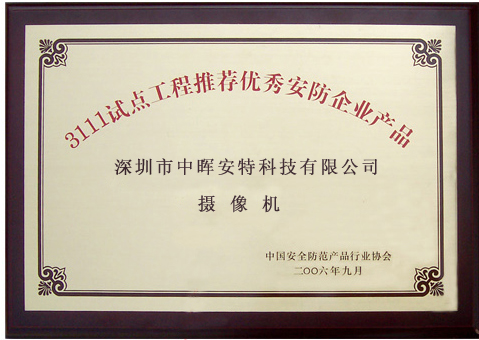 3111试点工程推荐优秀安防企业产品
深圳市中晖安特科技有限公司
摄像机
中国安全防范产品行业协会
二〇〇六年九月